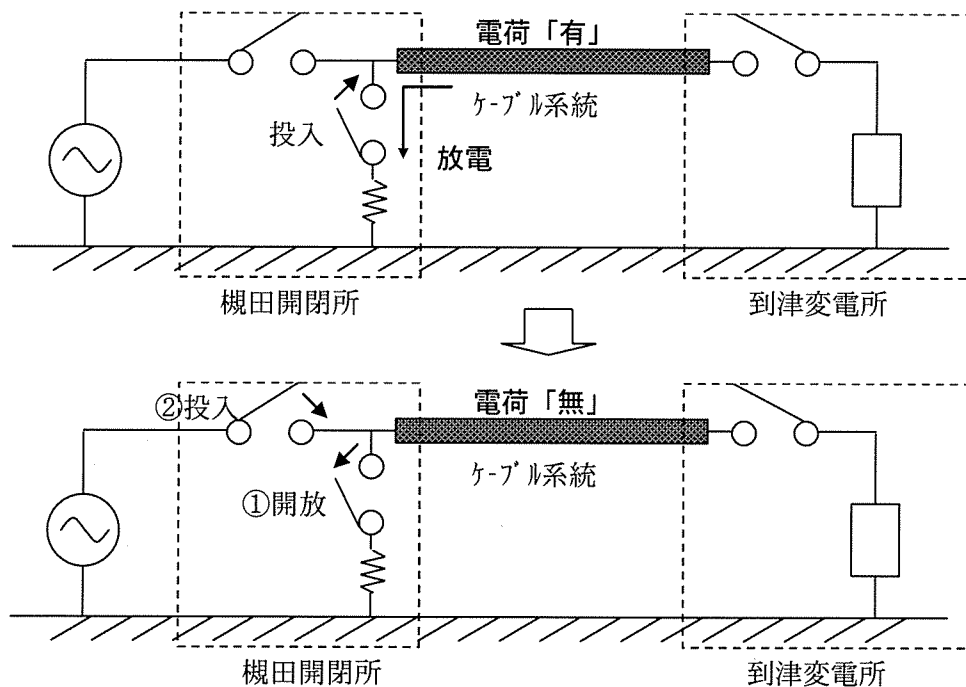 電荷「有」
ケーブル系統
投入
放電
槻田開閉所
到津変電所
②投入
電荷「無」
ケーブル系統
①開放
槻田開閉所
到津変電所